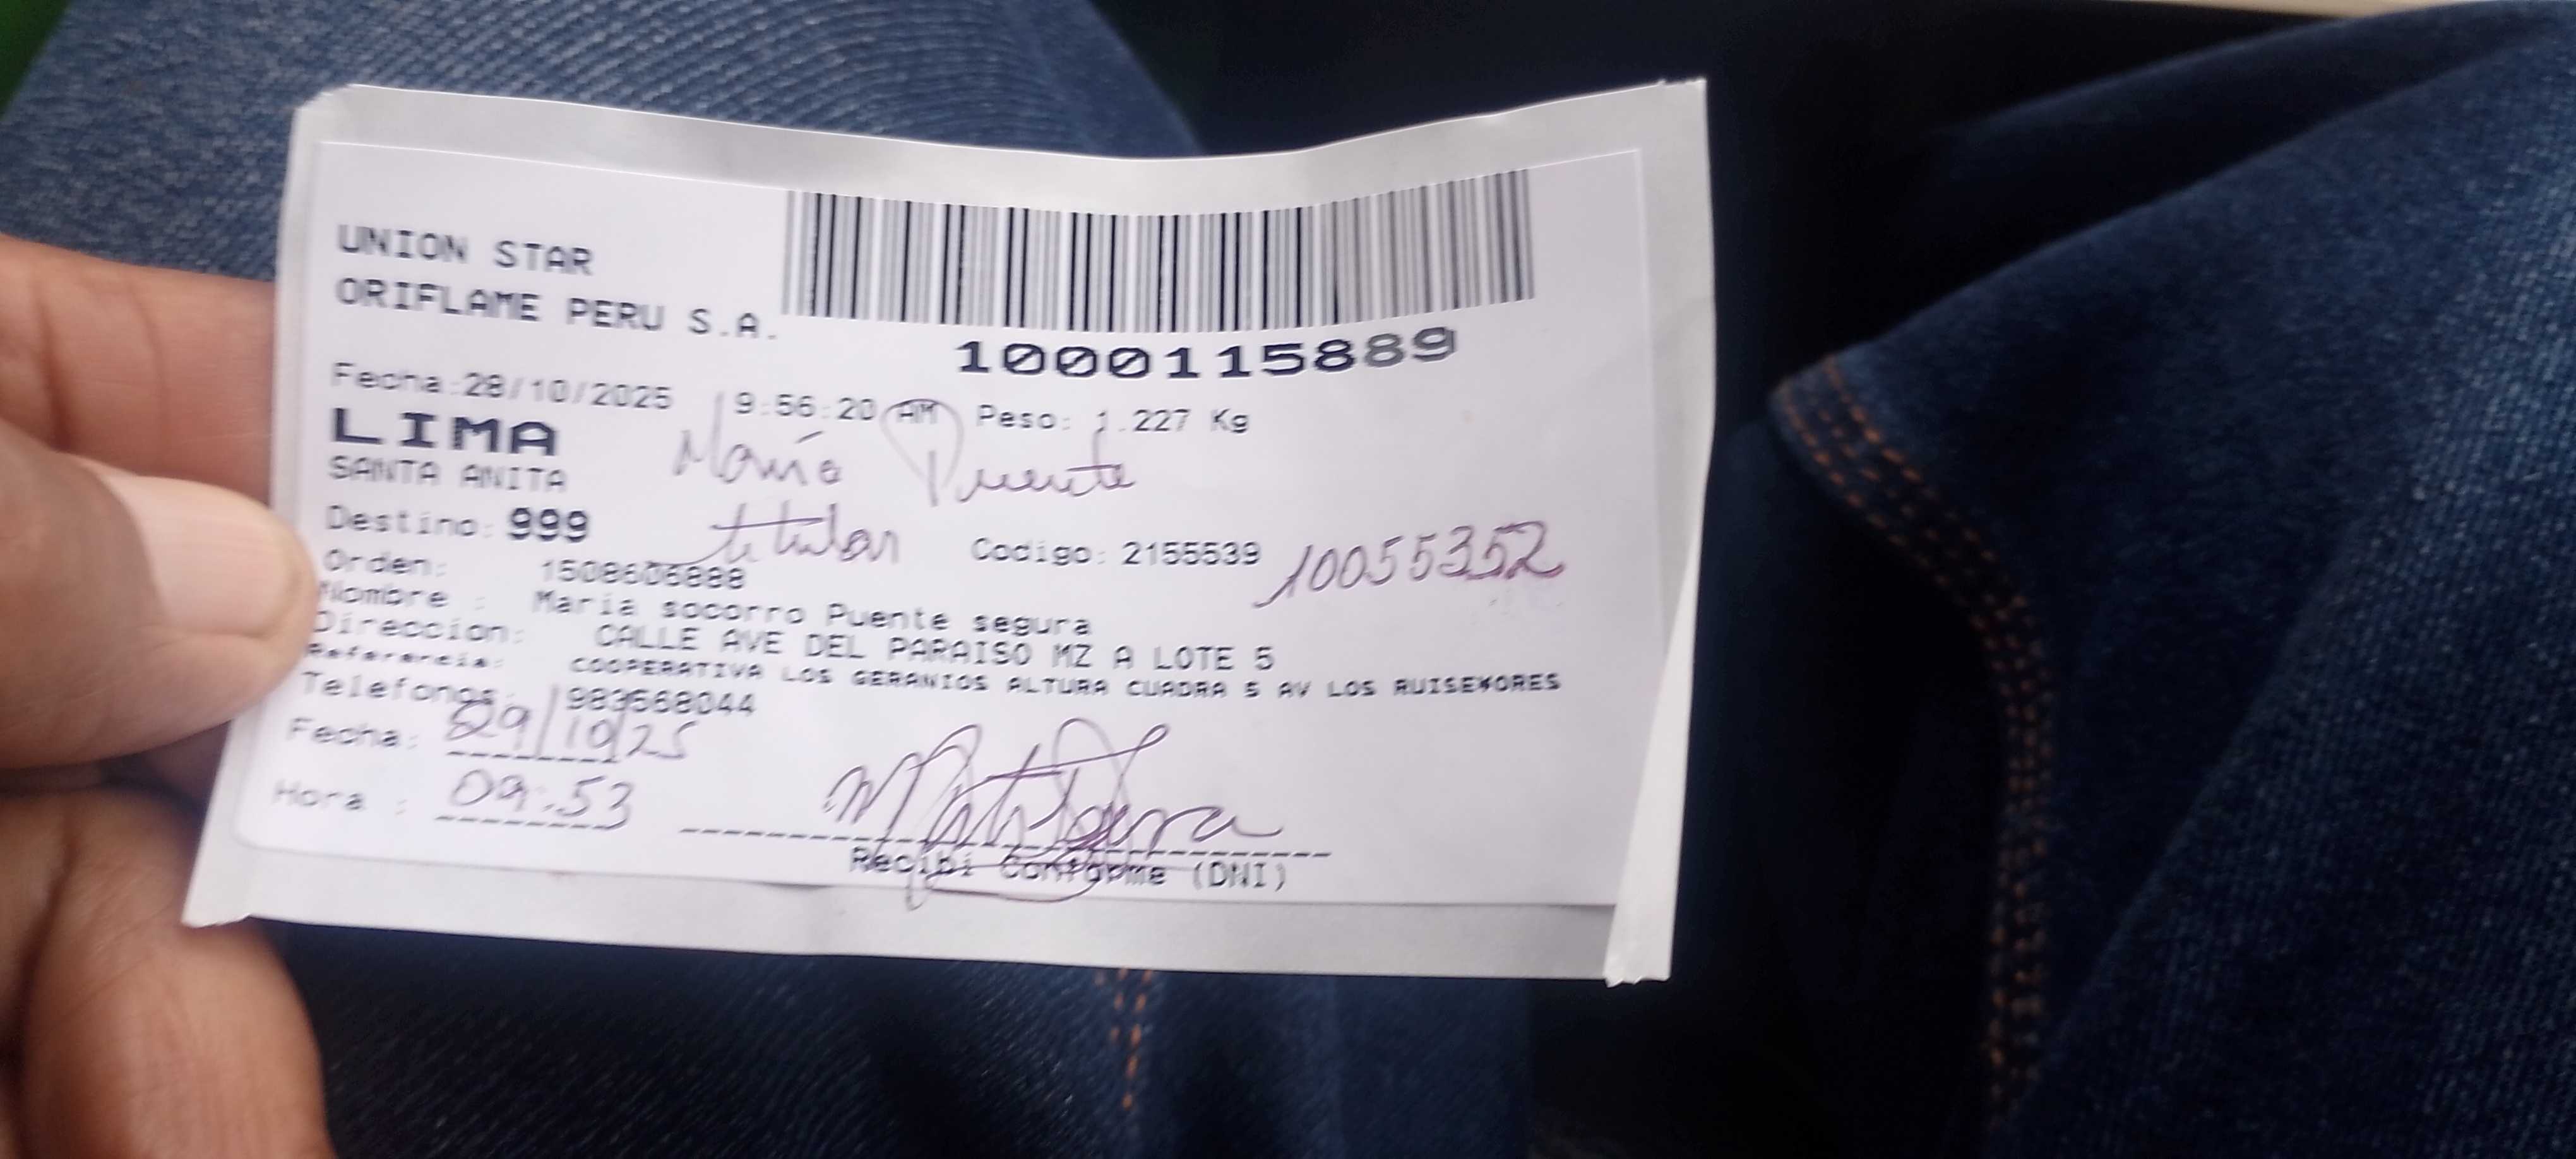 UNION STAR
ORIFLAME PERU S.A.
1000115889
Fecha:28/10/2025 9:56:20 AM Peso: 1.227 Kg
LIMA
SANTA ANITA
María Puente
titular
Destino: 999
Codigo: 2155539 10055352
Orden: 1508606888
Nombre : Maria socorro Puente segura
Direccion: CALLE AVE DEL PARAISO MZ A LOTE 5
Referencia: COOPERATIVA LOS GERANIOS ALTURA CUADRA 5 AV LOS RUISE¥ORES
Telefonos: 983568044
Fecha: 29/10/25
Hora : 09:53
Recibi Conforme (DNI)